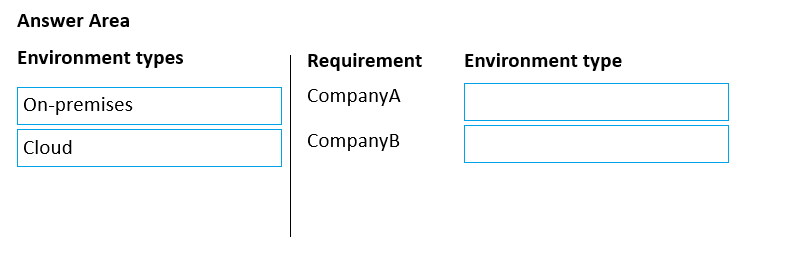 Answer Area
Environment types
On-premises
Cloud
Requirement
Environment type
CompanyA
CompanyB